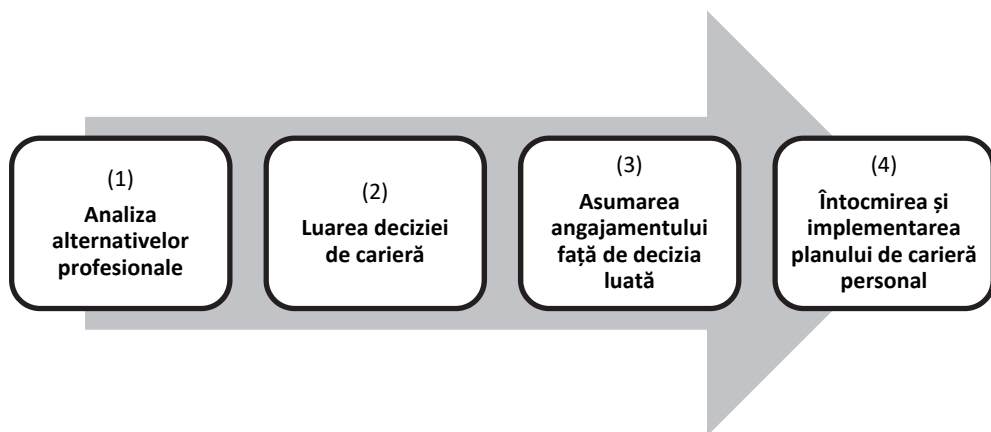 (1)
Analiza
alternativelor
profesionale
(2)
Luarea deciziei
de carieră
(3)
Asumarea
angajamentului
față de decizia
luată
(4)
Întocmirea și
implementarea
planului de carieră
personal